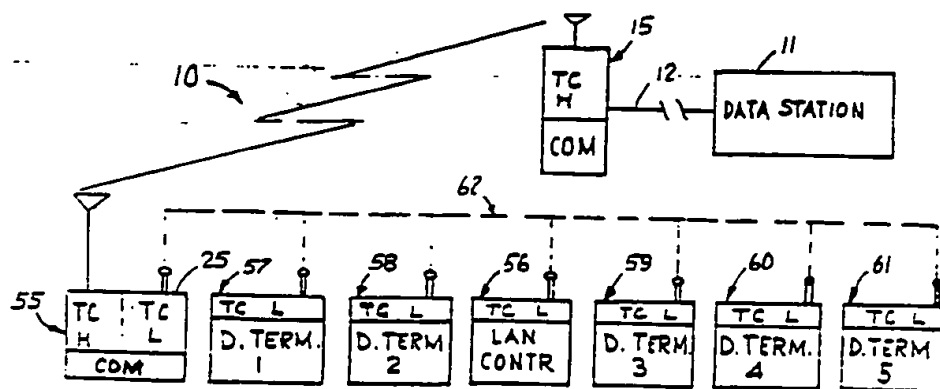 15
11
10
TC
H
12
DATA STATION
COM
62
25
57
58
56
59
60
61
55
TC
H
TC
L
COM
TC L
D. TERM.
1
TC L
D. TERM
2
TC L
LAN
CONTR
TC L
D. TERM.
3
TC L
D. TERM.
4
TC L
D. TERM
5